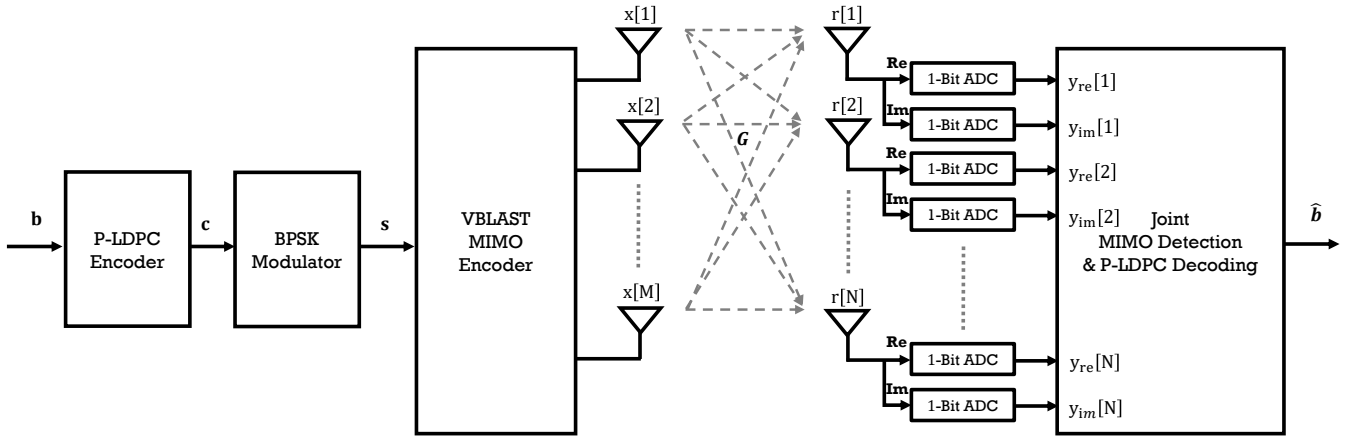 b
P-LDPC
Encoder
c
BPSK
Modulator
s
VBLAST
MIMO
Encoder
x[1]
x[2]
x[M]
G
r[1]
Re
1-Bit ADC
y_re[1]
Im
1-Bit ADC
y_im[1]
r[2]
Re
1-Bit ADC
y_re[2]
Im
1-Bit ADC
y_im[2]
r[N]
Re
1-Bit ADC
y_re[N]
Im
1-Bit ADC
y_im[N]
Joint
MIMO Detection
& P-LDPC Decoding
b̂